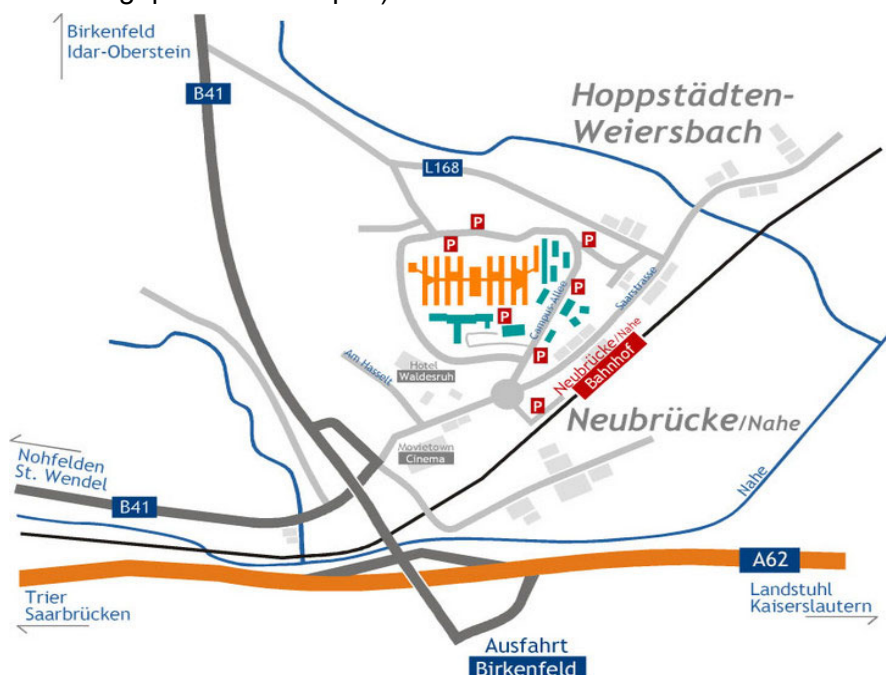 Birkenfeld
Idar-Oberstein
B41
Hoppstädten-
Weiersbach
L168
P
P
P
P
P
P
P
Saarstrasse
Campus-Allee
Am Hasselt
Hotel
Waldesruh
Neubrücke/Nahe
Bahnhof
Neubrücke/Nahe
Movietown
Cinema
Nohfelden
St. Wendel
B41
Nahe
A62
Trier
Saarbrücken
Landstuhl
Kaiserslautern
Ausfahrt
Birkenfeld